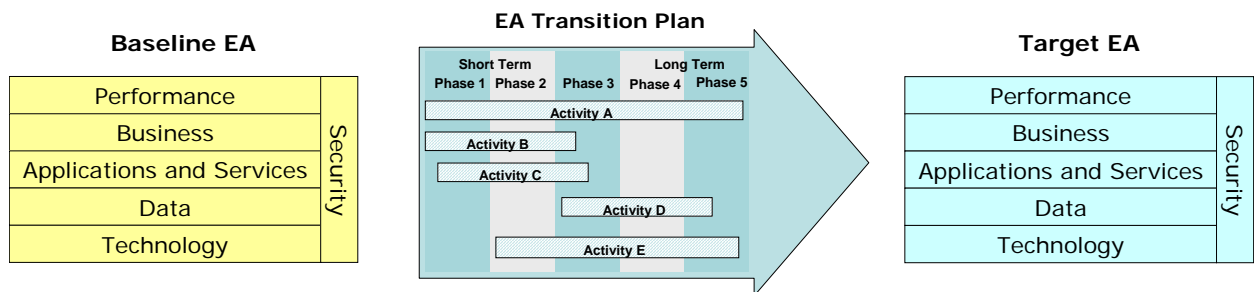 EA Transition Plan
Baseline EA
Target EA
Performance
Business
Applications and Services
Data
Technology
Security
Short Term Long Term
Phase 1 Phase 2 Phase 3 Phase 4 Phase 5
Activity A
Activity B
Activity C
Activity D
Activity E
Performance
Business
Applications and Services
Data
Technology
Security